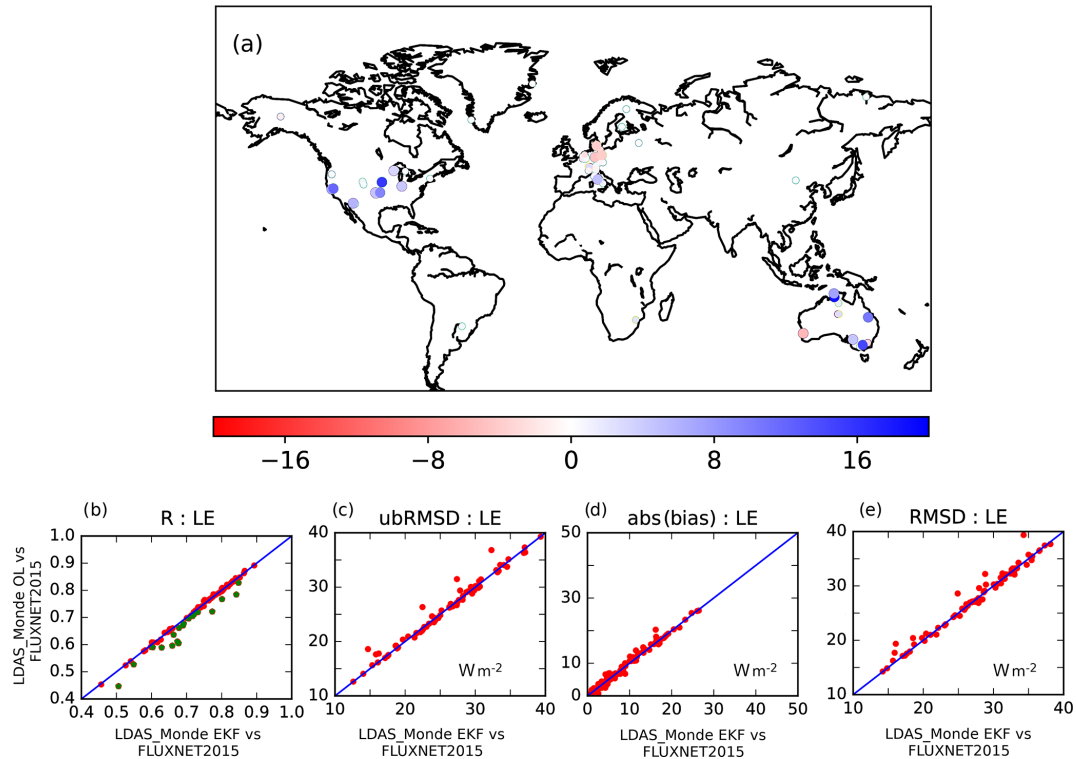 (a)
−16 −8 0 8 16
(b) (c) (d) (e)
R : LE ubRMSD : LE abs(bias) : LE RMSD : LE
LDAS_Monde OL vs
FLUXNET2015
1.0
0.9
0.8
0.7
0.6
0.5
0.4
0.4 0.5 0.6 0.7 0.8 0.9 1.0
LDAS_Monde EKF vs
FLUXNET2015
40
30
20
10
W m-2
10 20 30 40
LDAS_Monde EKF vs
FLUXNET2015
50
30
20
10
0
W m-2
0 10 20 30 40 50
LDAS_Monde EKF vs
FLUXNET2015
40
30
20
10
W m-2
10 20 30 40
LDAS_Monde EKF vs
FLUXNET2015